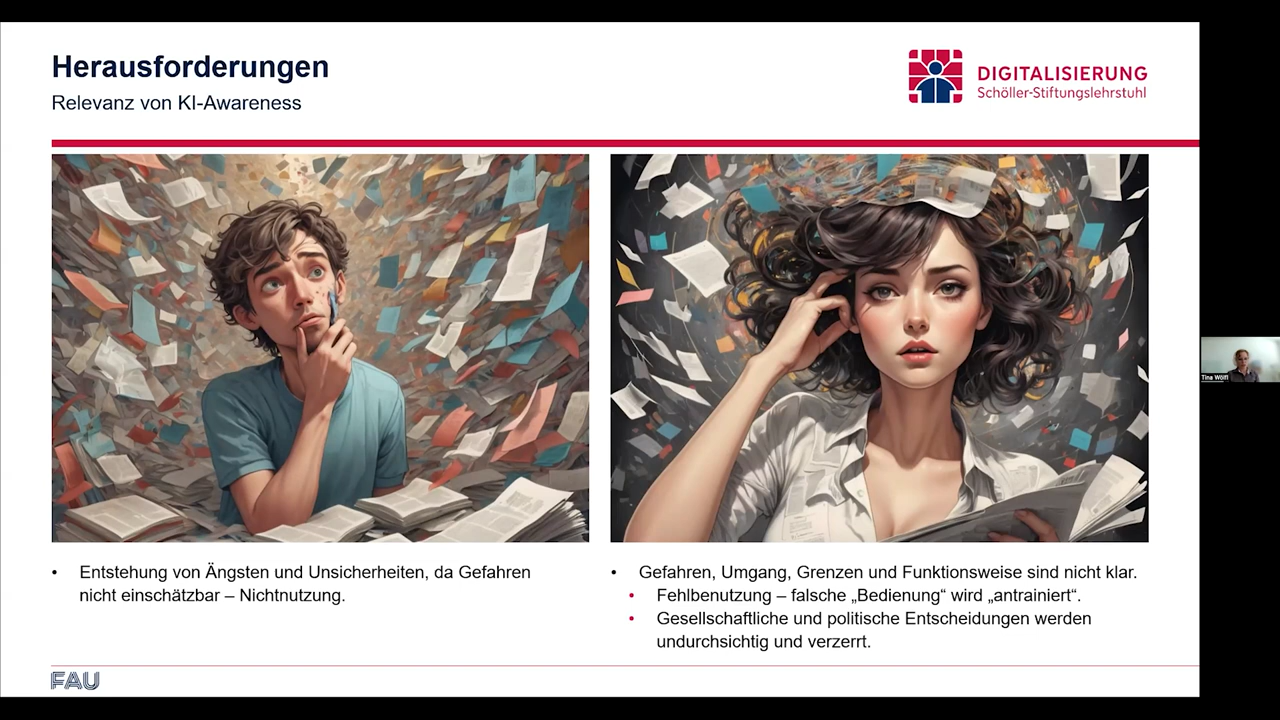 Herausforderungen
Relevanz von KI-Awareness
DIGITALISIERUNG
Schöller-Stiftungslehrstuhl
• Entstehung von Ängsten und Unsicherheiten, da Gefahren
nicht einschätzbar – Nichtnutzung.
• Gefahren, Umgang, Grenzen und Funktionsweise sind nicht klar.
• Fehlbenutzung – falsche „Bedienung“ wird „antrainiert“.
• Gesellschaftliche und politische Entscheidungen werden
undurchsichtig und verzerrt.
FAU
Tina Wölfl